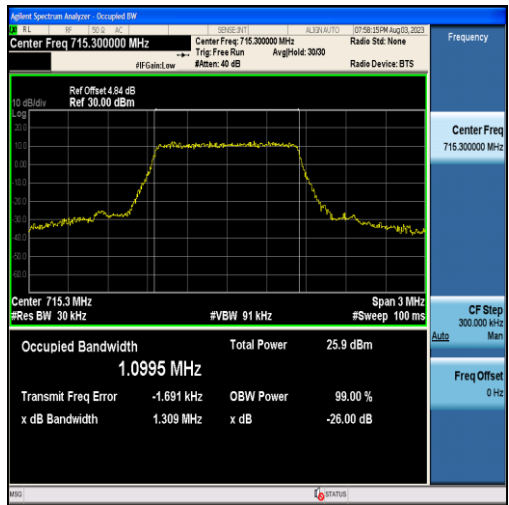 Agilent Spectrum Analyzer - Occupied BW
RL RF 50 Ω AC SENSE:INT ALIGN AUTO 07:58:15 PM Aug 03, 2023
Center Freq 715.300000 MHz
Center Freq: 715.300000 MHz
Radio Std: None
Trig: Free Run
Avg|Hold: 30/30
#IFGain:Low
#Atten: 40 dB
Radio Device: BTS
Frequency
Ref Offset 4.84 dB
10 dB/div
Ref 30.00 dBm
Log
20.0
10.0
0.00
-10.0
-20.0
-30.0
-40.0
-50.0
-60.0
Center Freq
715.300000 MHz
Center 715.3 MHz
Span 3 MHz
#Res BW 30 kHz
#VBW 91 kHz
#Sweep 100 ms
CF Step
300.000 kHz
Auto Man
Occupied Bandwidth
Total Power 25.9 dBm
1.0995 MHz
Transmit Freq Error -1.691 kHz
OBW Power 99.00 %
x dB Bandwidth 1.309 MHz
x dB -26.00 dB
Freq Offset
0 Hz
MSG
STATUS